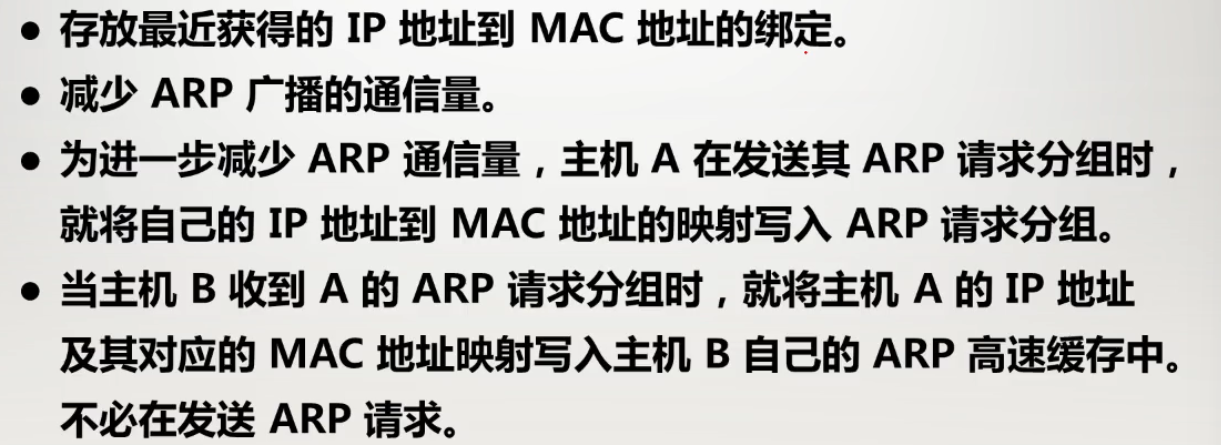 ● 存放最近获得的 IP 地址到 MAC 地址的绑定。
● 减少 ARP 广播的通信量。
● 为进一步减少 ARP 通信量，主机 A 在发送其 ARP 请求分组时，
就将自己的 IP 地址到 MAC 地址的映射写入 ARP 请求分组。
● 当主机 B 收到 A 的 ARP 请求分组时，就将主机 A 的 IP 地址
及其对应的 MAC 地址映射写入主机 B 自己的 ARP 高速缓存中。
不必在发送 ARP 请求。